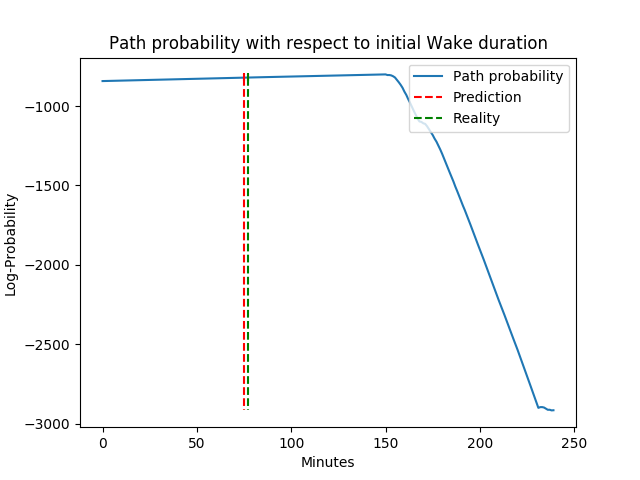 Path probability with respect to initial Wake duration
Path probability
Prediction
Reality
−1000
−1500
−2000
−2500
−3000
Log-Probability
0 50 100 150 200 250
Minutes